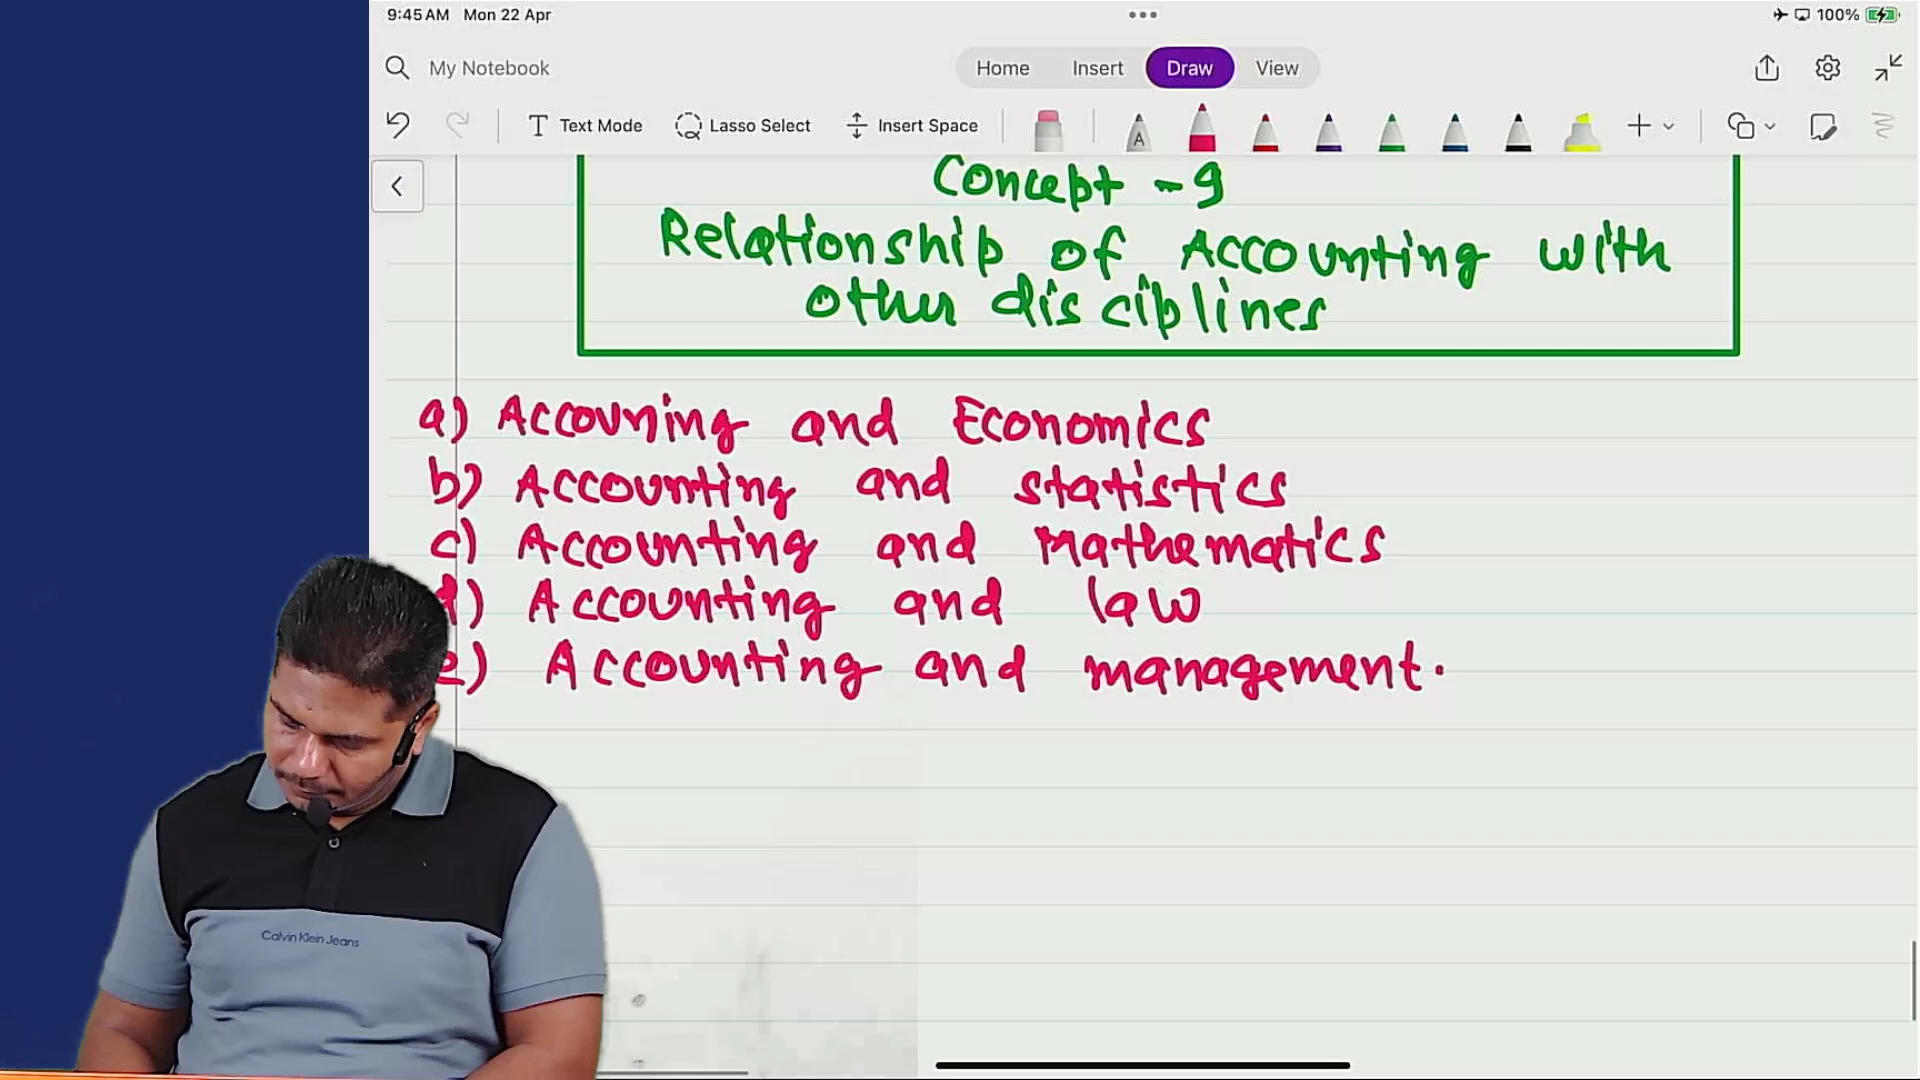 9:45 AM Mon 22 Apr
100%
My Notebook
Home Insert Draw View
Text Mode Lasso Select Insert Space
A
Concept - 9
Relationship of Accounting with
other disciplines
a) Accouning and Economics
b) Accounting and statistics
c) Accounting and Mathematics
d) Accounting and law
e) Accounting and management.
Calvin Klein Jeans